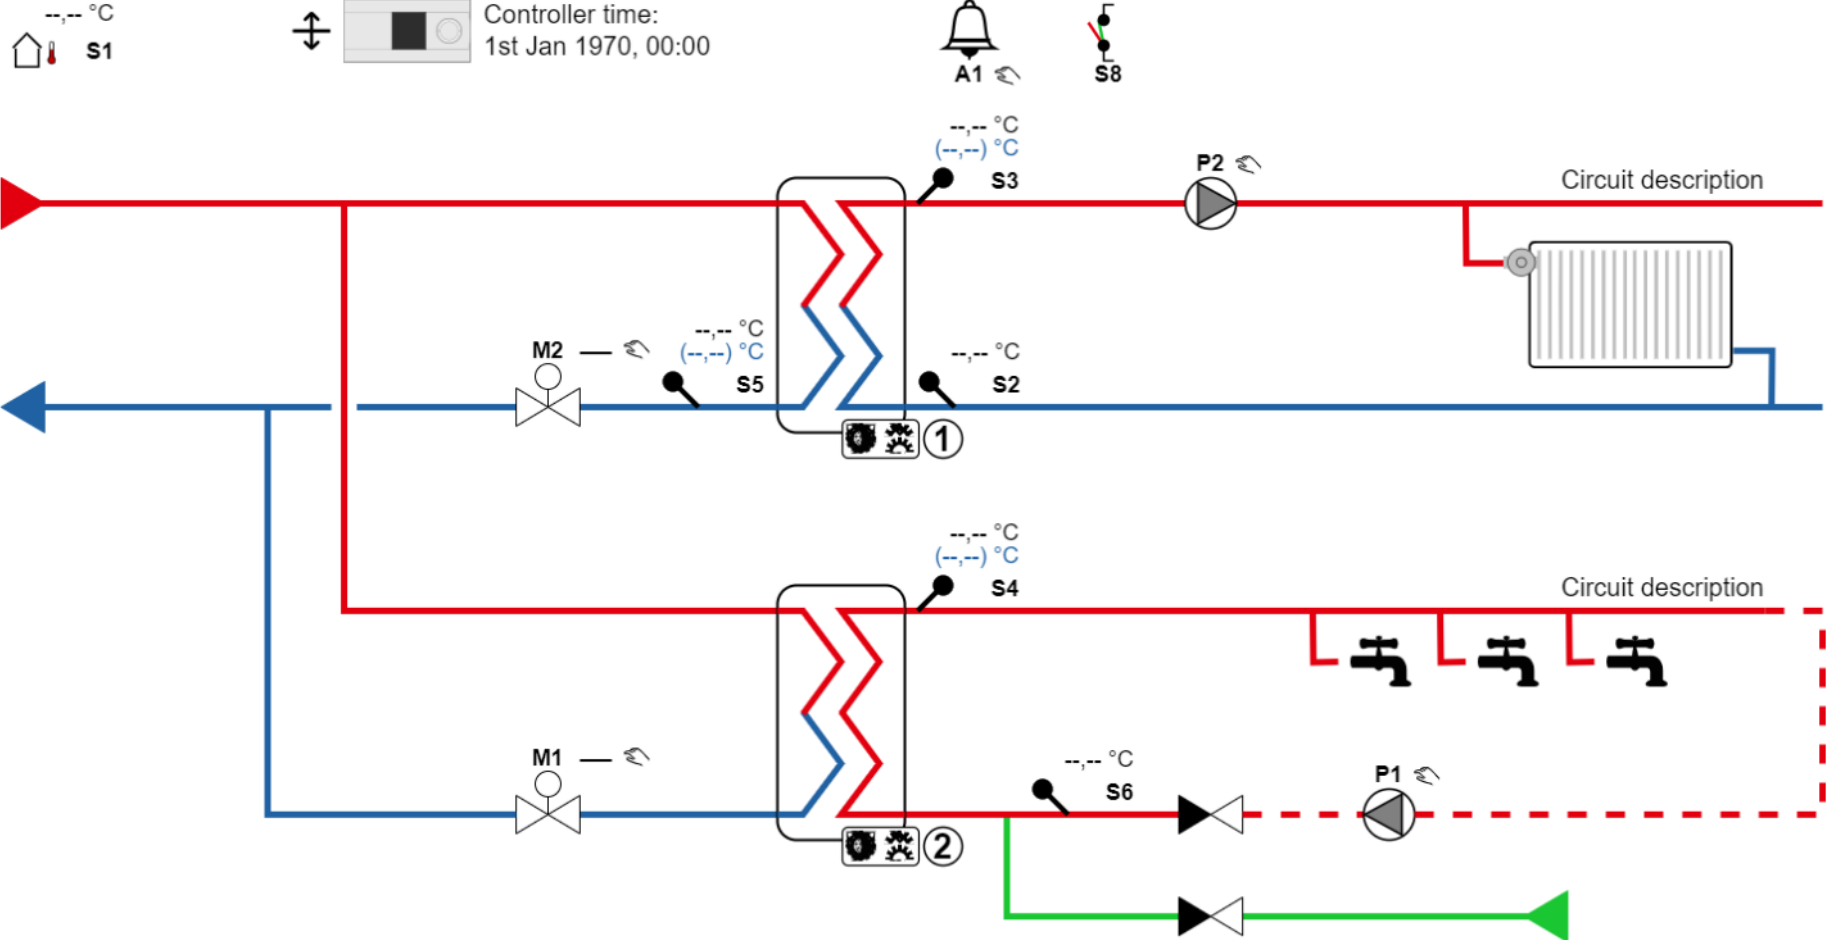 --,-- °C
S1
Controller time:
1st Jan 1970, 00:00
A1
S8
--,-- °C
(--,--) °C
S3
P2
Circuit description
M2
--,-- °C
(--,--) °C
S5
--,-- °C
S2
1
--,-- °C
(--,--) °C
S4
Circuit description
M1
--,-- °C
S6
P1
2